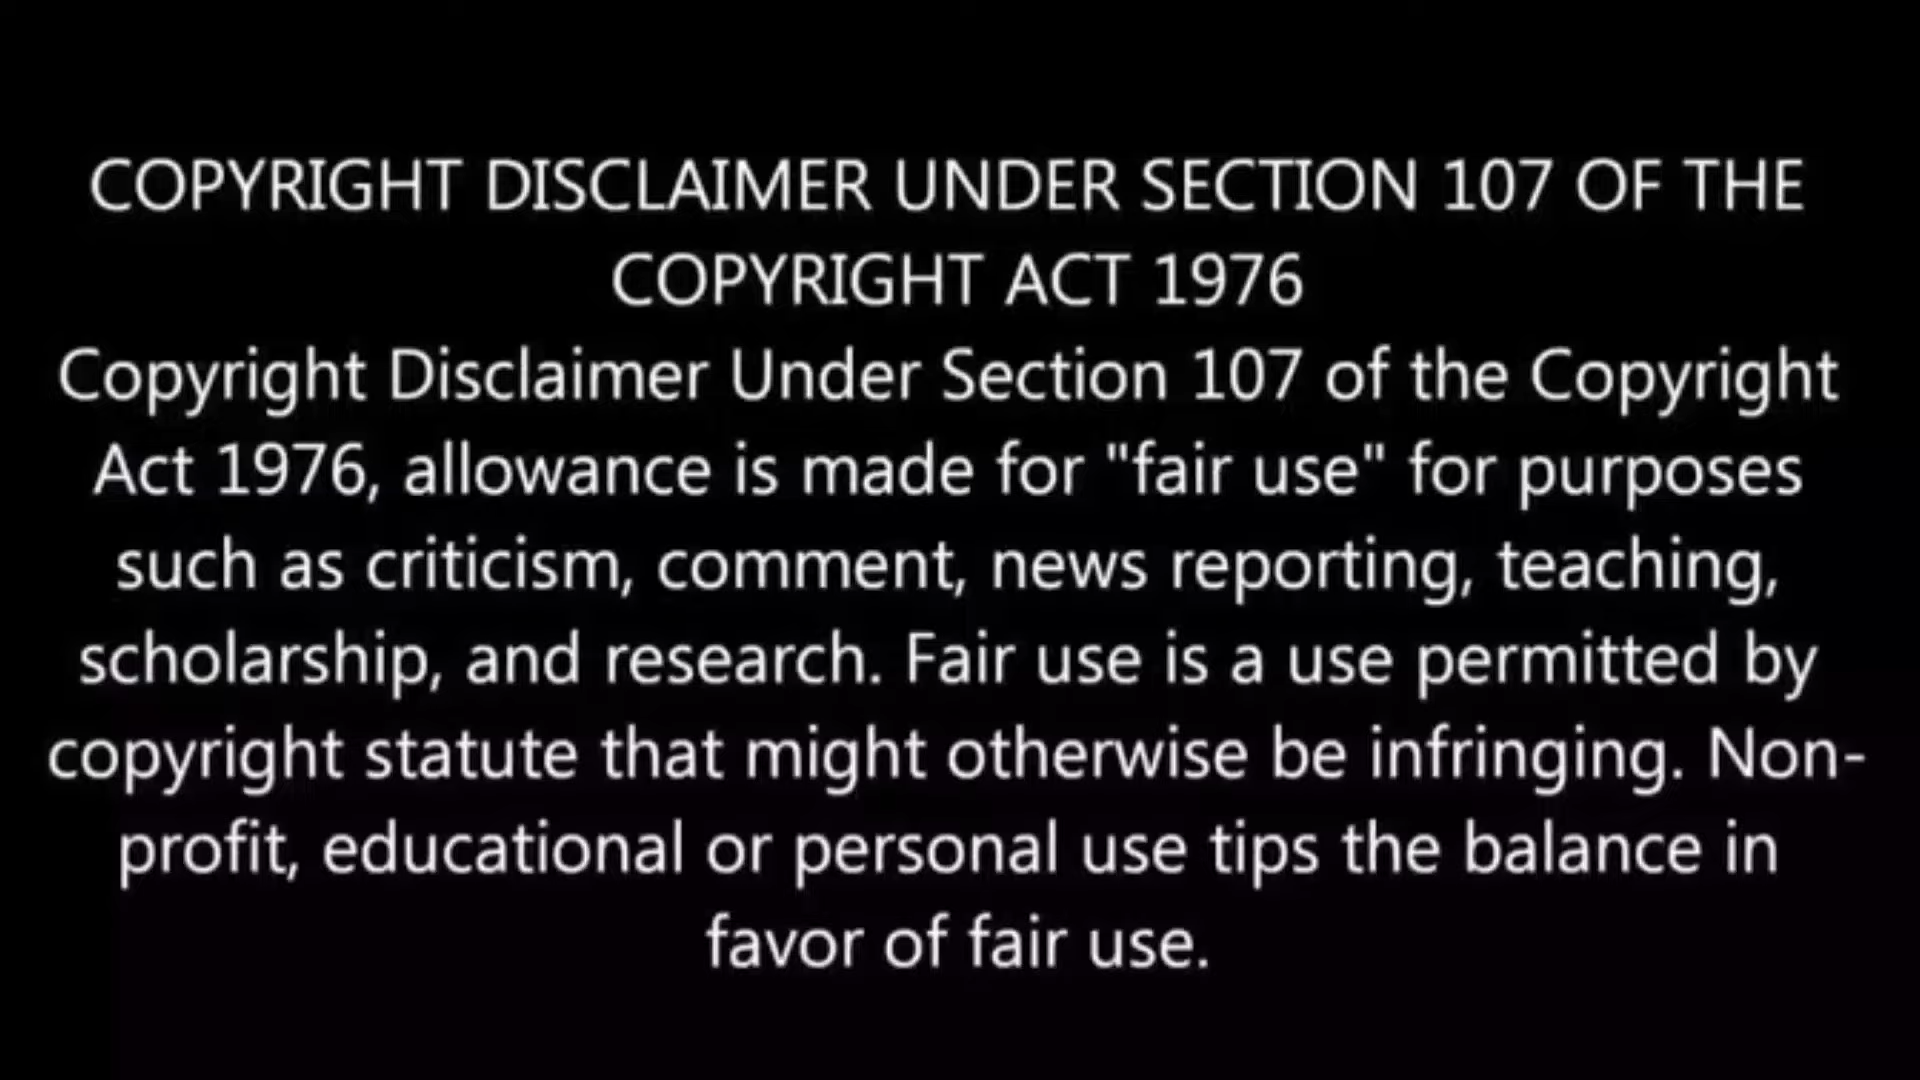 COPYRIGHT DISCLAIMER UNDER SECTION 107 OF THE
COPYRIGHT ACT 1976
Copyright Disclaimer Under Section 107 of the Copyright
Act 1976, allowance is made for "fair use" for purposes
such as criticism, comment, news reporting, teaching,
scholarship, and research. Fair use is a use permitted by
copyright statute that might otherwise be infringing. Non-
profit, educational or personal use tips the balance in
favor of fair use.